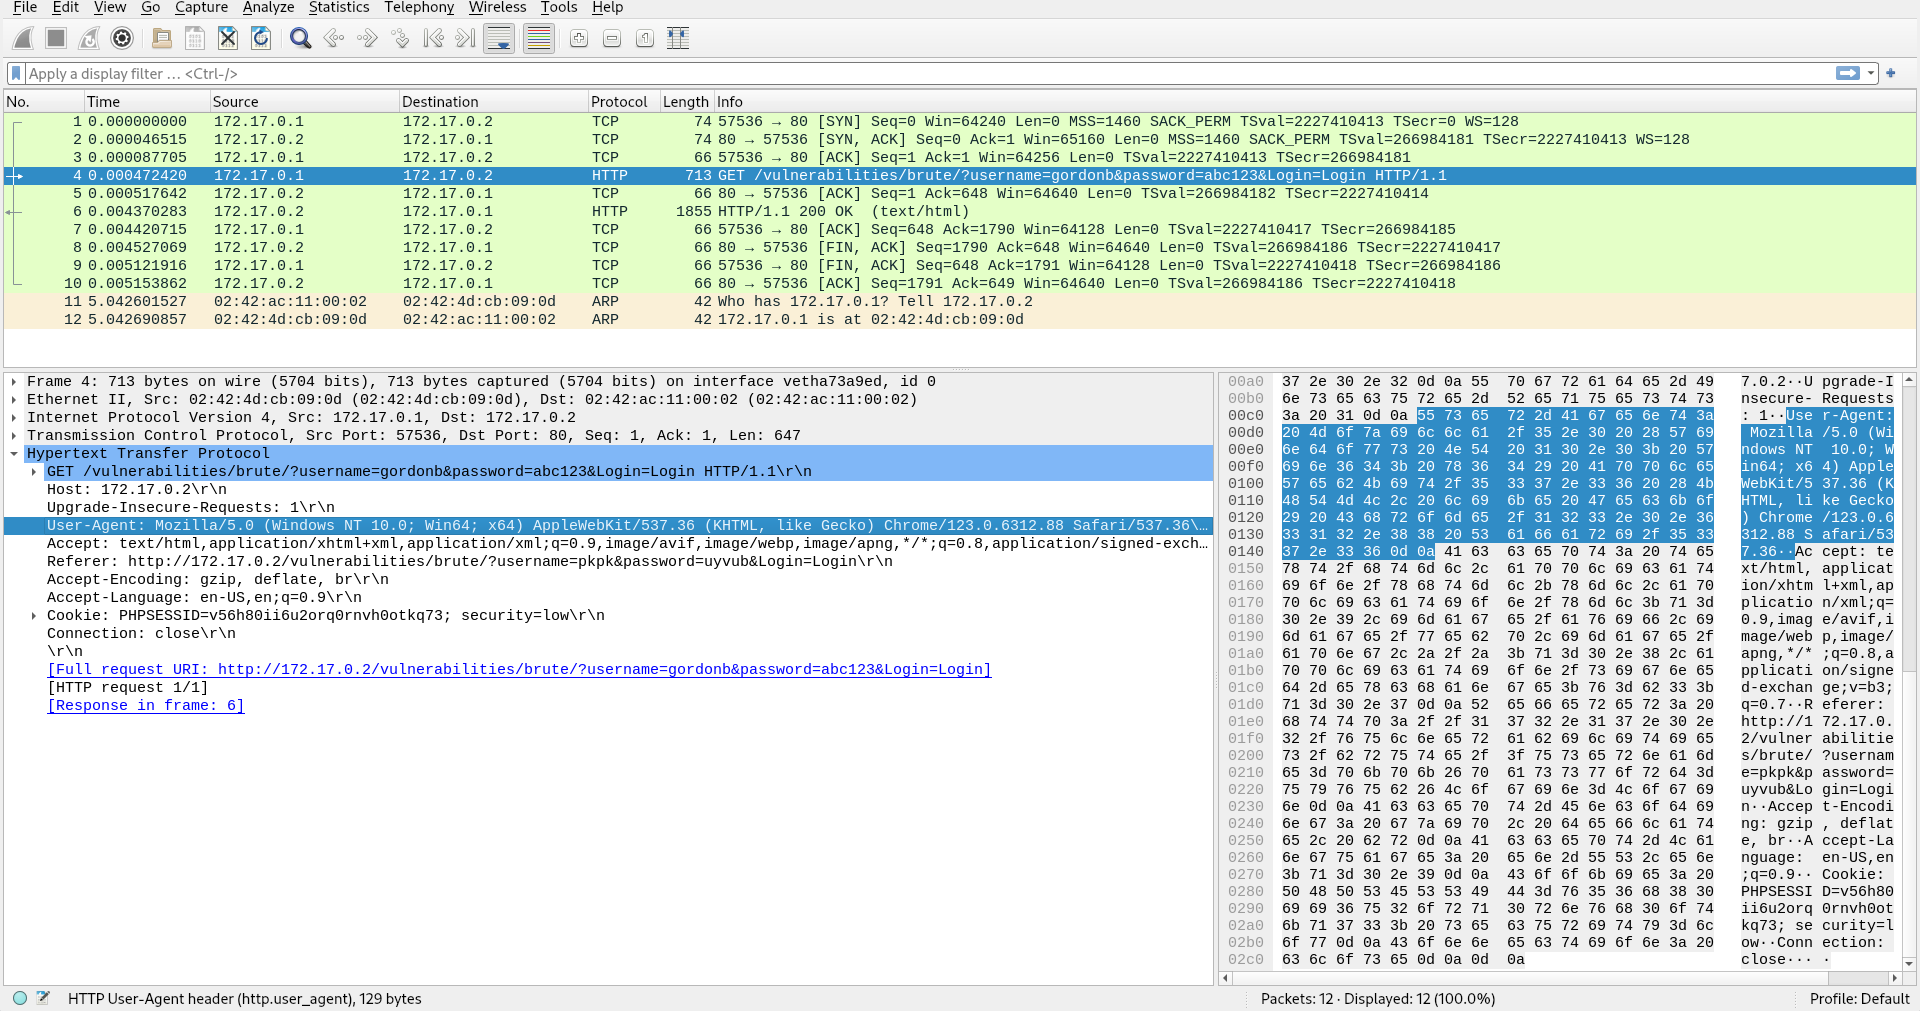 File Edit View Go Capture Analyze Statistics Telephony Wireless Tools Help
Apply a display filter … <Ctrl-/>
No. Time Source Destination Protocol Length Info
1 0.000000000 172.17.0.1 172.17.0.2 TCP 74 57536 → 80 [SYN] Seq=0 Win=64240 Len=0 MSS=1460 SACK_PERM TSval=2227410413 TSecr=0 WS=128
2 0.000046515 172.17.0.2 172.17.0.1 TCP 74 80 → 57536 [SYN, ACK] Seq=0 Ack=1 Win=65160 Len=0 MSS=1460 SACK_PERM TSval=266984181 TSecr=2227410413 WS=128
3 0.000087705 172.17.0.1 172.17.0.2 TCP 66 57536 → 80 [ACK] Seq=1 Ack=1 Win=64256 Len=0 TSval=2227410413 TSecr=266984181
4 0.000472420 172.17.0.1 172.17.0.2 HTTP 713 GET /vulnerabilities/brute/?username=gordonb&password=abc123&Login=Login HTTP/1.1
5 0.000517642 172.17.0.2 172.17.0.1 TCP 66 80 → 57536 [ACK] Seq=1 Ack=648 Win=64640 Len=0 TSval=266984182 TSecr=2227410414
6 0.004370283 172.17.0.2 172.17.0.1 HTTP 1855 HTTP/1.1 200 OK (text/html)
7 0.004420715 172.17.0.1 172.17.0.2 TCP 66 57536 → 80 [ACK] Seq=648 Ack=1790 Win=64128 Len=0 TSval=2227410417 TSecr=266984185
8 0.004527069 172.17.0.2 172.17.0.1 TCP 66 80 → 57536 [FIN, ACK] Seq=1790 Ack=648 Win=64640 Len=0 TSval=266984186 TSecr=2227410417
9 0.005121916 172.17.0.1 172.17.0.2 TCP 66 57536 → 80 [FIN, ACK] Seq=648 Ack=1791 Win=64128 Len=0 TSval=2227410418 TSecr=266984186
10 0.005153862 172.17.0.2 172.17.0.1 TCP 66 80 → 57536 [ACK] Seq=1791 Ack=649 Win=64640 Len=0 TSval=266984186 TSecr=2227410418
11 5.042601527 02:42:ac:11:00:02 02:42:4d:cb:09:0d ARP 42 Who has 172.17.0.1? Tell 172.17.0.2
12 5.042690857 02:42:4d:cb:09:0d 02:42:ac:11:00:02 ARP 42 172.17.0.1 is at 02:42:4d:cb:09:0d
Frame 4: 713 bytes on wire (5704 bits), 713 bytes captured (5704 bits) on interface vetha73a9ed, id 0
Ethernet II, Src: 02:42:4d:cb:09:0d (02:42:4d:cb:09:0d), Dst: 02:42:ac:11:00:02 (02:42:ac:11:00:02)
Internet Protocol Version 4, Src: 172.17.0.1, Dst: 172.17.0.2
Transmission Control Protocol, Src Port: 57536, Dst Port: 80, Seq: 1, Ack: 1, Len: 647
Hypertext Transfer Protocol
GET /vulnerabilities/brute/?username=gordonb&password=abc123&Login=Login HTTP/1.1\r\n
Host: 172.17.0.2\r\n
Upgrade-Insecure-Requests: 1\r\n
User-Agent: Mozilla/5.0 (Windows NT 10.0; Win64; x64) AppleWebKit/537.36 (KHTML, like Gecko) Chrome/123.0.6312.88 Safari/537.36\…
Accept: text/html,application/xhtml+xml,application/xml;q=0.9,image/avif,image/webp,image/apng,*/*;q=0.8,application/signed-exch…
Referer: http://172.17.0.2/vulnerabilities/brute/?username=pkpk&password=uyvub&Login=Login\r\n
Accept-Encoding: gzip, deflate, br\r\n
Accept-Language: en-US,en;q=0.9\r\n
Cookie: PHPSESSID=v56h80ii6u2orq0rnvh0otkq73; security=low\r\n
Connection: close\r\n
\r\n
[Full request URI: http://172.17.0.2/vulnerabilities/brute/?username=gordonb&password=abc123&Login=Login]
[HTTP request 1/1]
[Response in frame: 6]
00a0 37 2e 30 2e 32 0d 0a 55 70 67 72 61 64 65 2d 49 7.0.2··U pgrade-I
00b0 6e 73 65 63 75 72 65 2d 52 65 71 75 65 73 74 73 nsecure- Requests
00c0 3a 20 31 0d 0a 55 73 65 72 2d 41 67 65 6e 74 3a : 1··Use r-Agent:
00d0 20 4d 6f 7a 69 6c 6c 61 2f 35 2e 30 20 28 57 69 Mozilla /5.0 (Wi
00e0 6e 64 6f 77 73 20 4e 54 20 31 30 2e 30 3b 20 57 ndows NT 10.0; W
00f0 69 6e 36 34 3b 20 78 36 34 29 20 41 70 70 6c 65 in64; x6 4) Apple
0100 57 65 62 4b 69 74 2f 35 33 37 2e 33 36 20 28 4b WebKit/5 37.36 (K
0110 48 54 4d 4c 2c 20 6c 69 6b 65 20 47 65 63 6b 6f HTML, li ke Gecko
0120 29 20 43 68 72 6f 6d 65 2f 31 32 33 2e 30 2e 36 ) Chrome /123.0.6
0130 33 31 32 2e 38 38 20 53 61 66 61 72 69 2f 35 33 312.88 S afari/53
0140 37 2e 33 36 0d 0a 41 63 63 65 70 74 3a 20 74 65 7.36··Ac cept: te
0150 78 74 2f 68 74 6d 6c 2c 61 70 70 6c 69 63 61 74 xt/html, applicat
0160 69 6f 6e 2f 78 68 74 6d 6c 2b 78 6d 6c 2c 61 70 ion/xhtm l+xml,ap
0170 70 6c 69 63 61 74 69 6f 6e 2f 78 6d 6c 3b 71 3d plicatio n/xml;q=
0180 30 2e 39 2c 69 6d 61 67 65 2f 61 76 69 66 2c 69 0.9,imag e/avif,i
0190 6d 61 67 65 2f 77 65 62 70 2c 69 6d 61 67 65 2f mage/web p,image/
01a0 61 70 6e 67 2c 2a 2f 2a 3b 71 3d 30 2e 38 2c 61 apng,*/* ;q=0.8,a
01b0 70 70 6c 69 63 61 74 69 6f 6e 2f 73 69 67 6e 65 pplicati on/signe
01c0 64 2d 65 78 63 68 61 6e 67 65 3b 76 3d 62 33 3b d-exchan ge;v=b3;
01d0 71 3d 30 2e 37 0d 0a 52 65 66 65 72 65 72 3a 20 q=0.7··R eferer:
01e0 68 74 74 70 3a 2f 2f 31 37 32 2e 31 37 2e 30 2e http://1 72.17.0.
01f0 32 2f 76 75 6c 6e 65 72 61 62 69 6c 69 74 69 65 2/vulner abilitie
0200 73 2f 62 72 75 74 65 2f 3f 75 73 65 72 6e 61 6d s/brute/ ?usernam
0210 65 3d 70 6b 70 6b 26 70 61 73 73 77 6f 72 64 3d e=pkpk&p assword=
0220 75 79 76 75 62 26 4c 6f 67 69 6e 3d 4c 6f 67 69 uyvub&Lo gin=Logi
0230 6e 0d 0a 41 63 63 65 70 74 2d 45 6e 63 6f 64 69 n··Accep t-Encodi
0240 6e 67 3a 20 67 7a 69 70 2c 20 64 65 66 6c 61 74 ng: gzip , deflat
0250 65 2c 20 62 72 0d 0a 41 63 63 65 70 74 2d 4c 61 e, br··A ccept-La
0260 6e 67 75 61 67 65 3a 20 65 6e 2d 55 53 2c 65 6e nguage: en-US,en
0270 3b 71 3d 30 2e 39 0d 0a 43 6f 6f 6b 69 65 3a 20 ;q=0.9·· Cookie:
0280 50 48 50 53 45 53 53 49 44 3d 76 35 36 68 38 30 PHPSESSI D=v56h80
0290 69 69 36 75 32 6f 72 71 30 72 6e 76 68 30 6f 74 ii6u2orq 0rnvh0ot
02a0 6b 71 37 33 3b 20 73 65 63 75 72 69 74 79 3d 6c kq73; se curity=l
02b0 6f 77 0d 0a 43 6f 6e 6e 65 63 74 69 6f 6e 3a 20 ow··Conn ection:
02c0 63 6c 6f 73 65 0d 0a 0d 0a close··· ·
HTTP User-Agent header (http.user_agent), 129 bytes
Packets: 12 · Displayed: 12 (100.0%)
Profile: Default